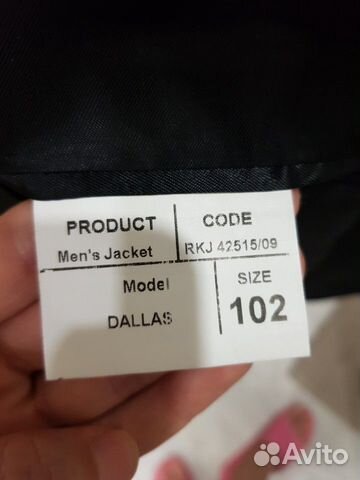 PRODUCT CODE
Men's Jacket RKJ 42515/09
Model SIZE
DALLAS 102
Avito